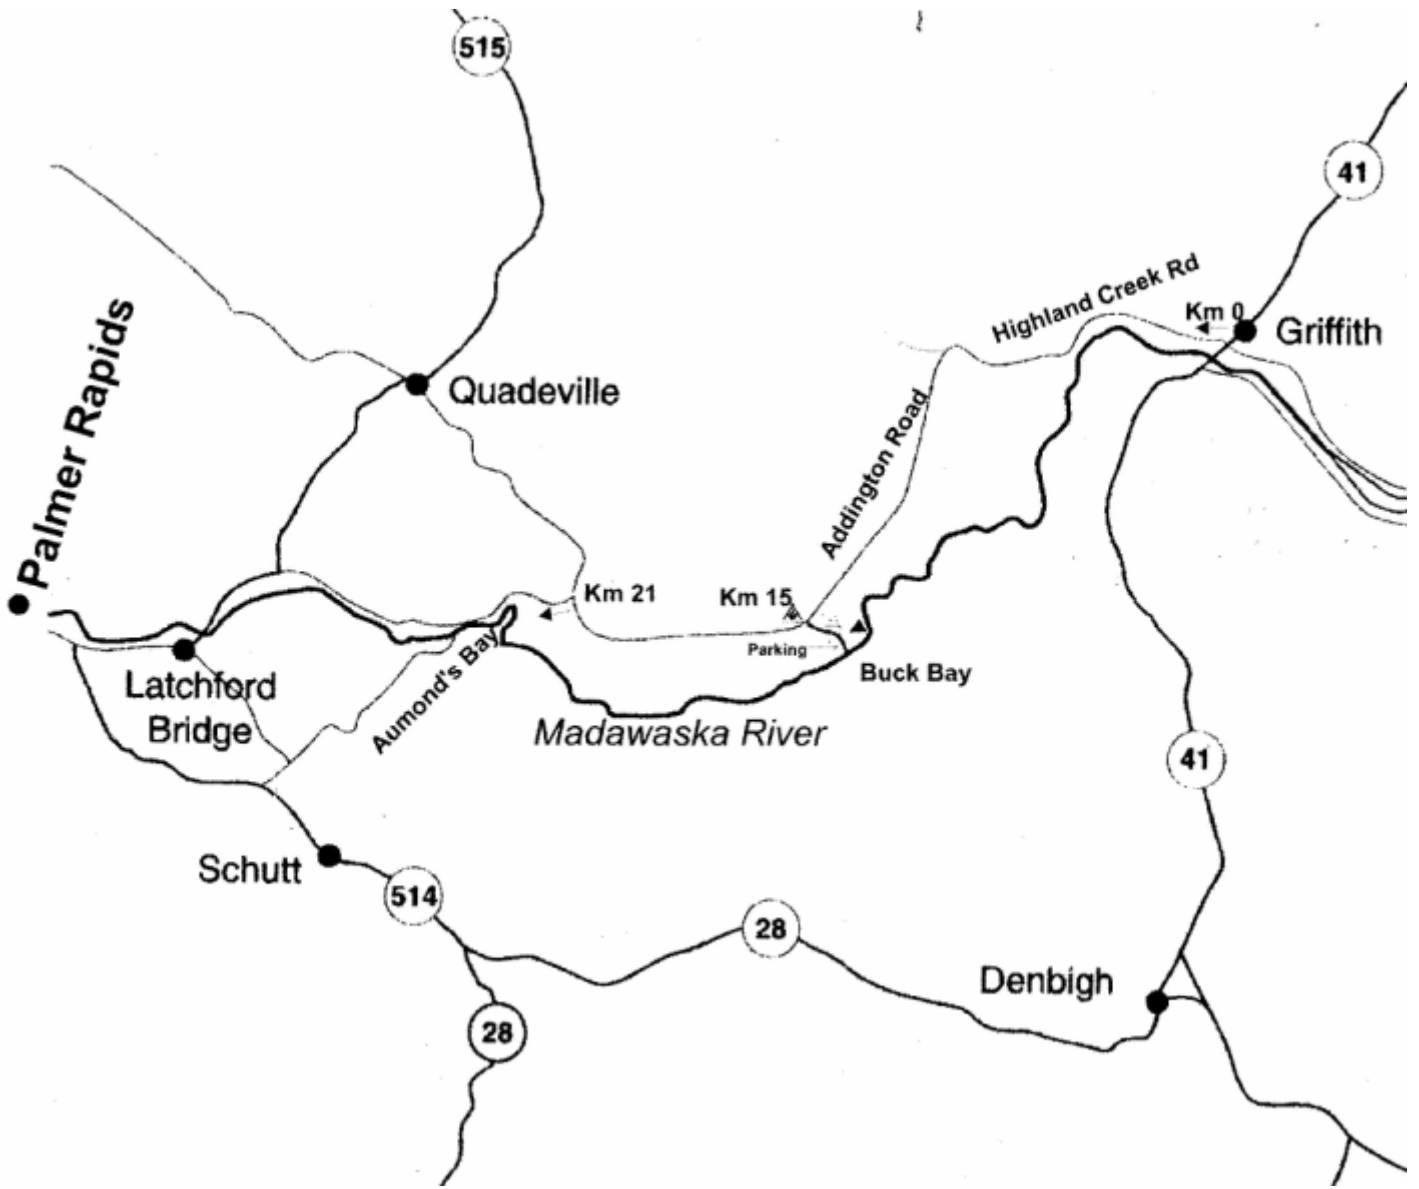 515
41
Highland Creek Rd
Km 0
Griffith
Palmer Rapids
Quadeville
Addington Road
Km 21
Km 15
Parking
Buck Bay
Latchford
Bridge
Aumond's Bay
Madawaska River
41
Schutt
514
28
Denbigh
28